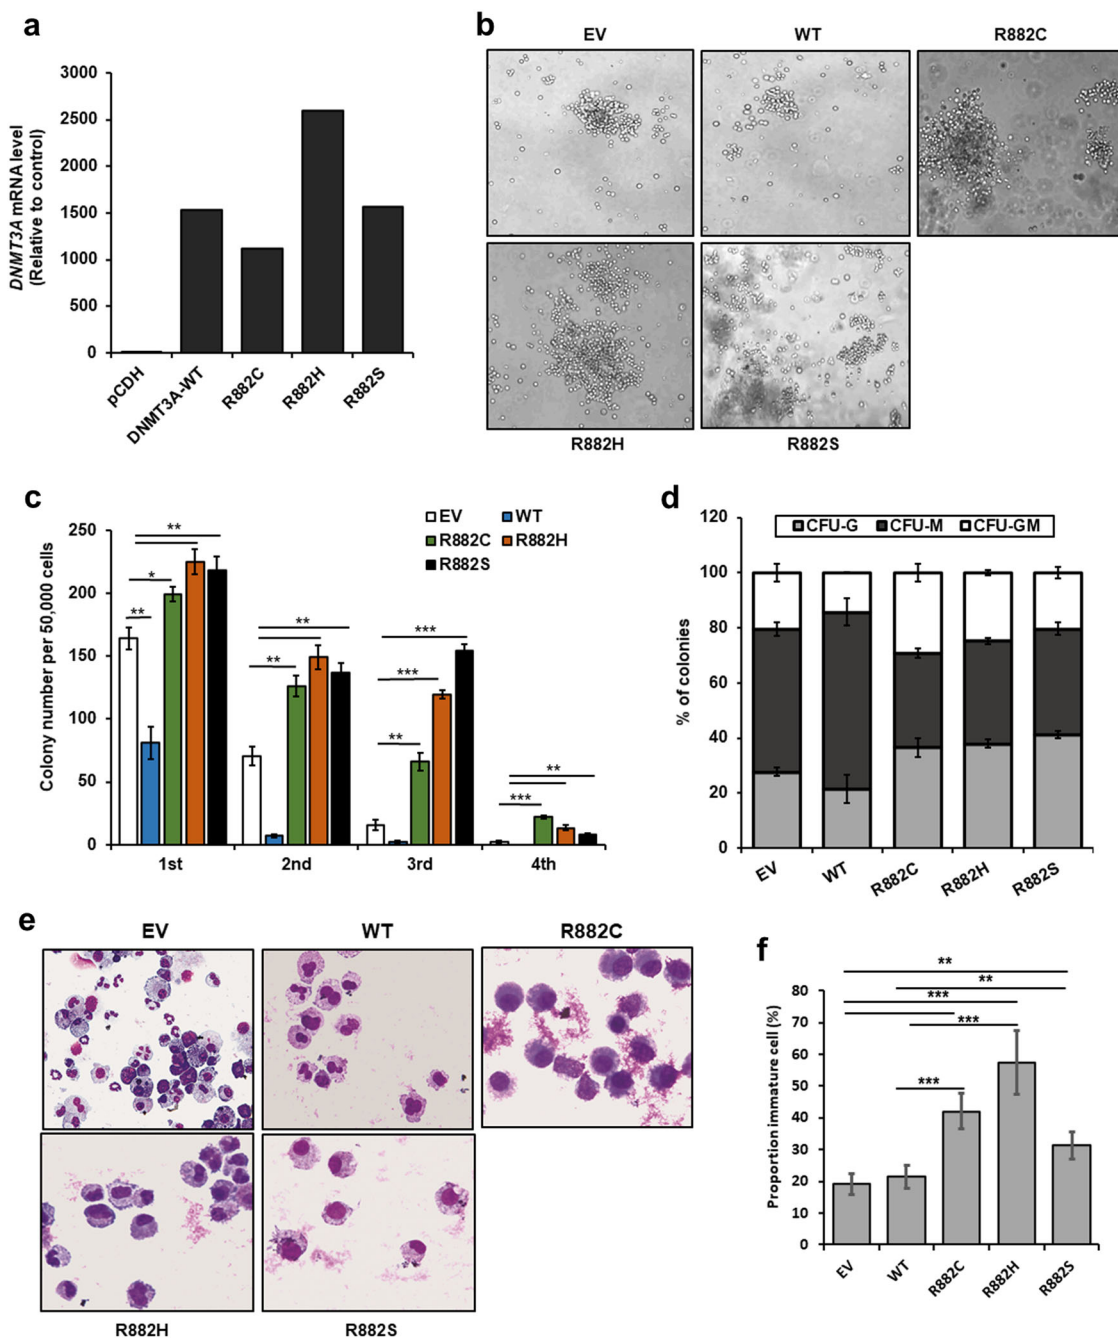 a
3000
2500
2000
1500
1000
500
0
DNMT3A mRNA level
(Relative to control)
pCDH
DNMT3A-WT
R882C
R882H
R882S
b
EV
WT
R882C
R882H
R882S
c
250
200
150
100
50
0
Colony number per 50,000 cells
EV
WT
R882C
R882H
R882S
**
*
**
**
**
***
***
**
**
***
1st
2nd
3rd
4th
d
120
100
80
60
40
20
0
% of colonies
CFU-G
CFU-M
CFU-GM
EV
WT
R882C
R882H
R882S
e
EV
WT
R882C
R882H
R882S
f
80
70
60
50
40
30
20
10
0
Proportion immature cell (%)
**
**
***
***
***
EV
WT
R882C
R882H
R882S